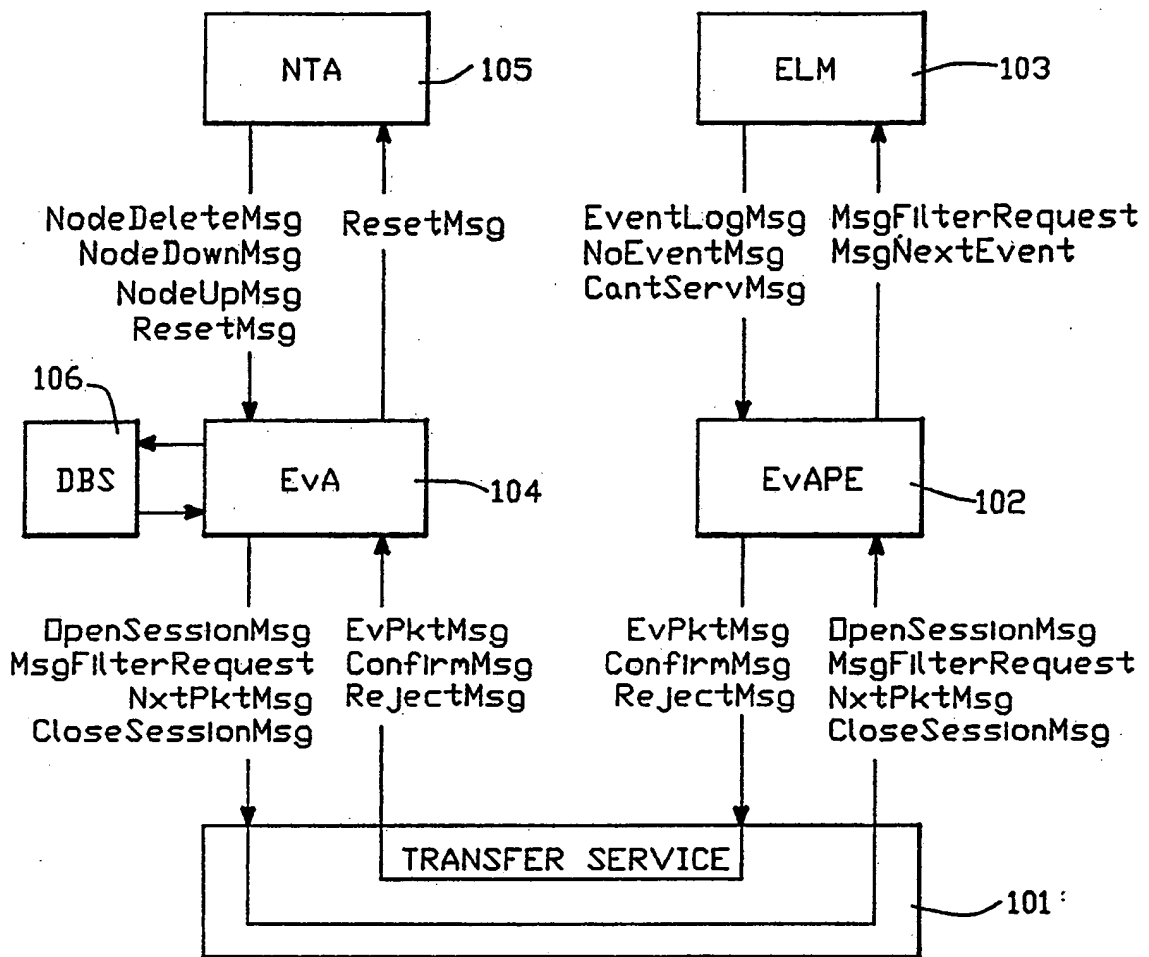 NTA
105
ELM
103
NodeDeleteMsg
NodeDownMsg
NodeUpMsg
ResetMsg
ResetMsg
EventLogMsg
NoEventMsg
CantServMsg
MsgFilterRequest
MsgNextEvent
106
DBS
EvA
104
EvAPE
102
OpenSessionMsg
MsgFilterRequest
NxtPktMsg
CloseSessionMsg
EvPktMsg
ConfirmMsg
RejectMsg
EvPktMsg
ConfirmMsg
RejectMsg
OpenSessionMsg
MsgFilterRequest
NxtPktMsg
CloseSessionMsg
TRANSFER SERVICE
101